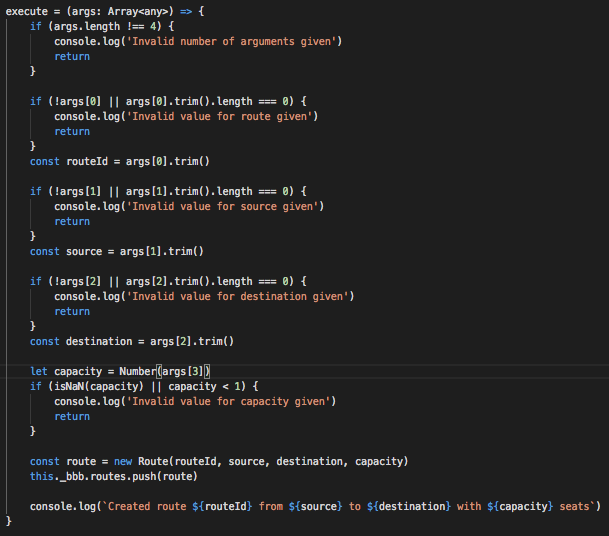 execute = (args: Array<any>) => {
    if (args.length !== 4) {
        console.log('Invalid number of arguments given')
        return
    }

    if (!args[0] || args[0].trim().length === 0) {
        console.log('Invalid value for route given')
        return
    }
    const routeId = args[0].trim()

    if (!args[1] || args[1].trim().length === 0) {
        console.log('Invalid value for source given')
        return
    }
    const source = args[1].trim()

    if (!args[2] || args[2].trim().length === 0) {
        console.log('Invalid value for destination given')
        return
    }
    const destination = args[2].trim()

    let capacity = Number(args[3])
    if (isNaN(capacity) || capacity < 1) {
        console.log('Invalid value for capacity given')
        return
    }

    const route = new Route(routeId, source, destination, capacity)
    this._bbb.routes.push(route)

    console.log(`Created route ${routeId} from ${source} to ${destination} with ${capacity} seats`)
}